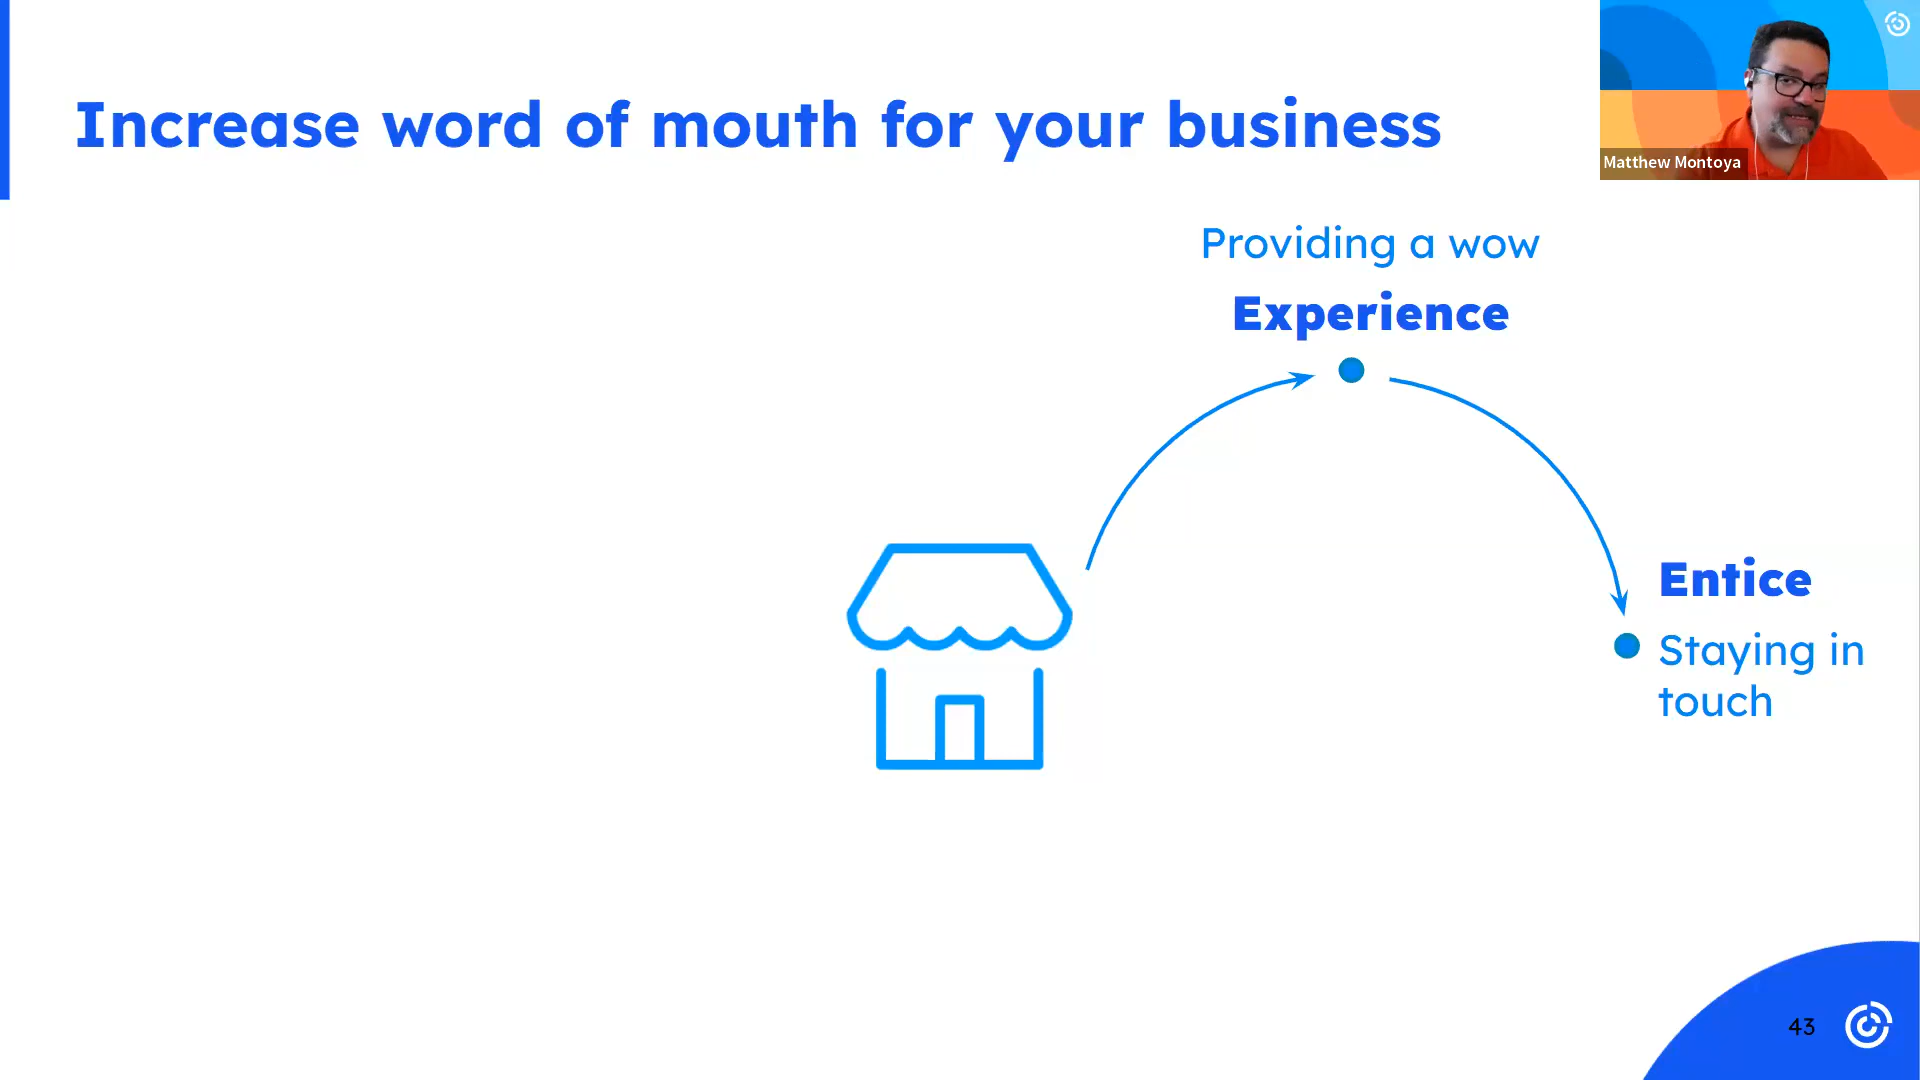 Increase word of mouth for your business
Matthew Montoya
Providing a wow
Experience
Entice
Staying in
touch
43